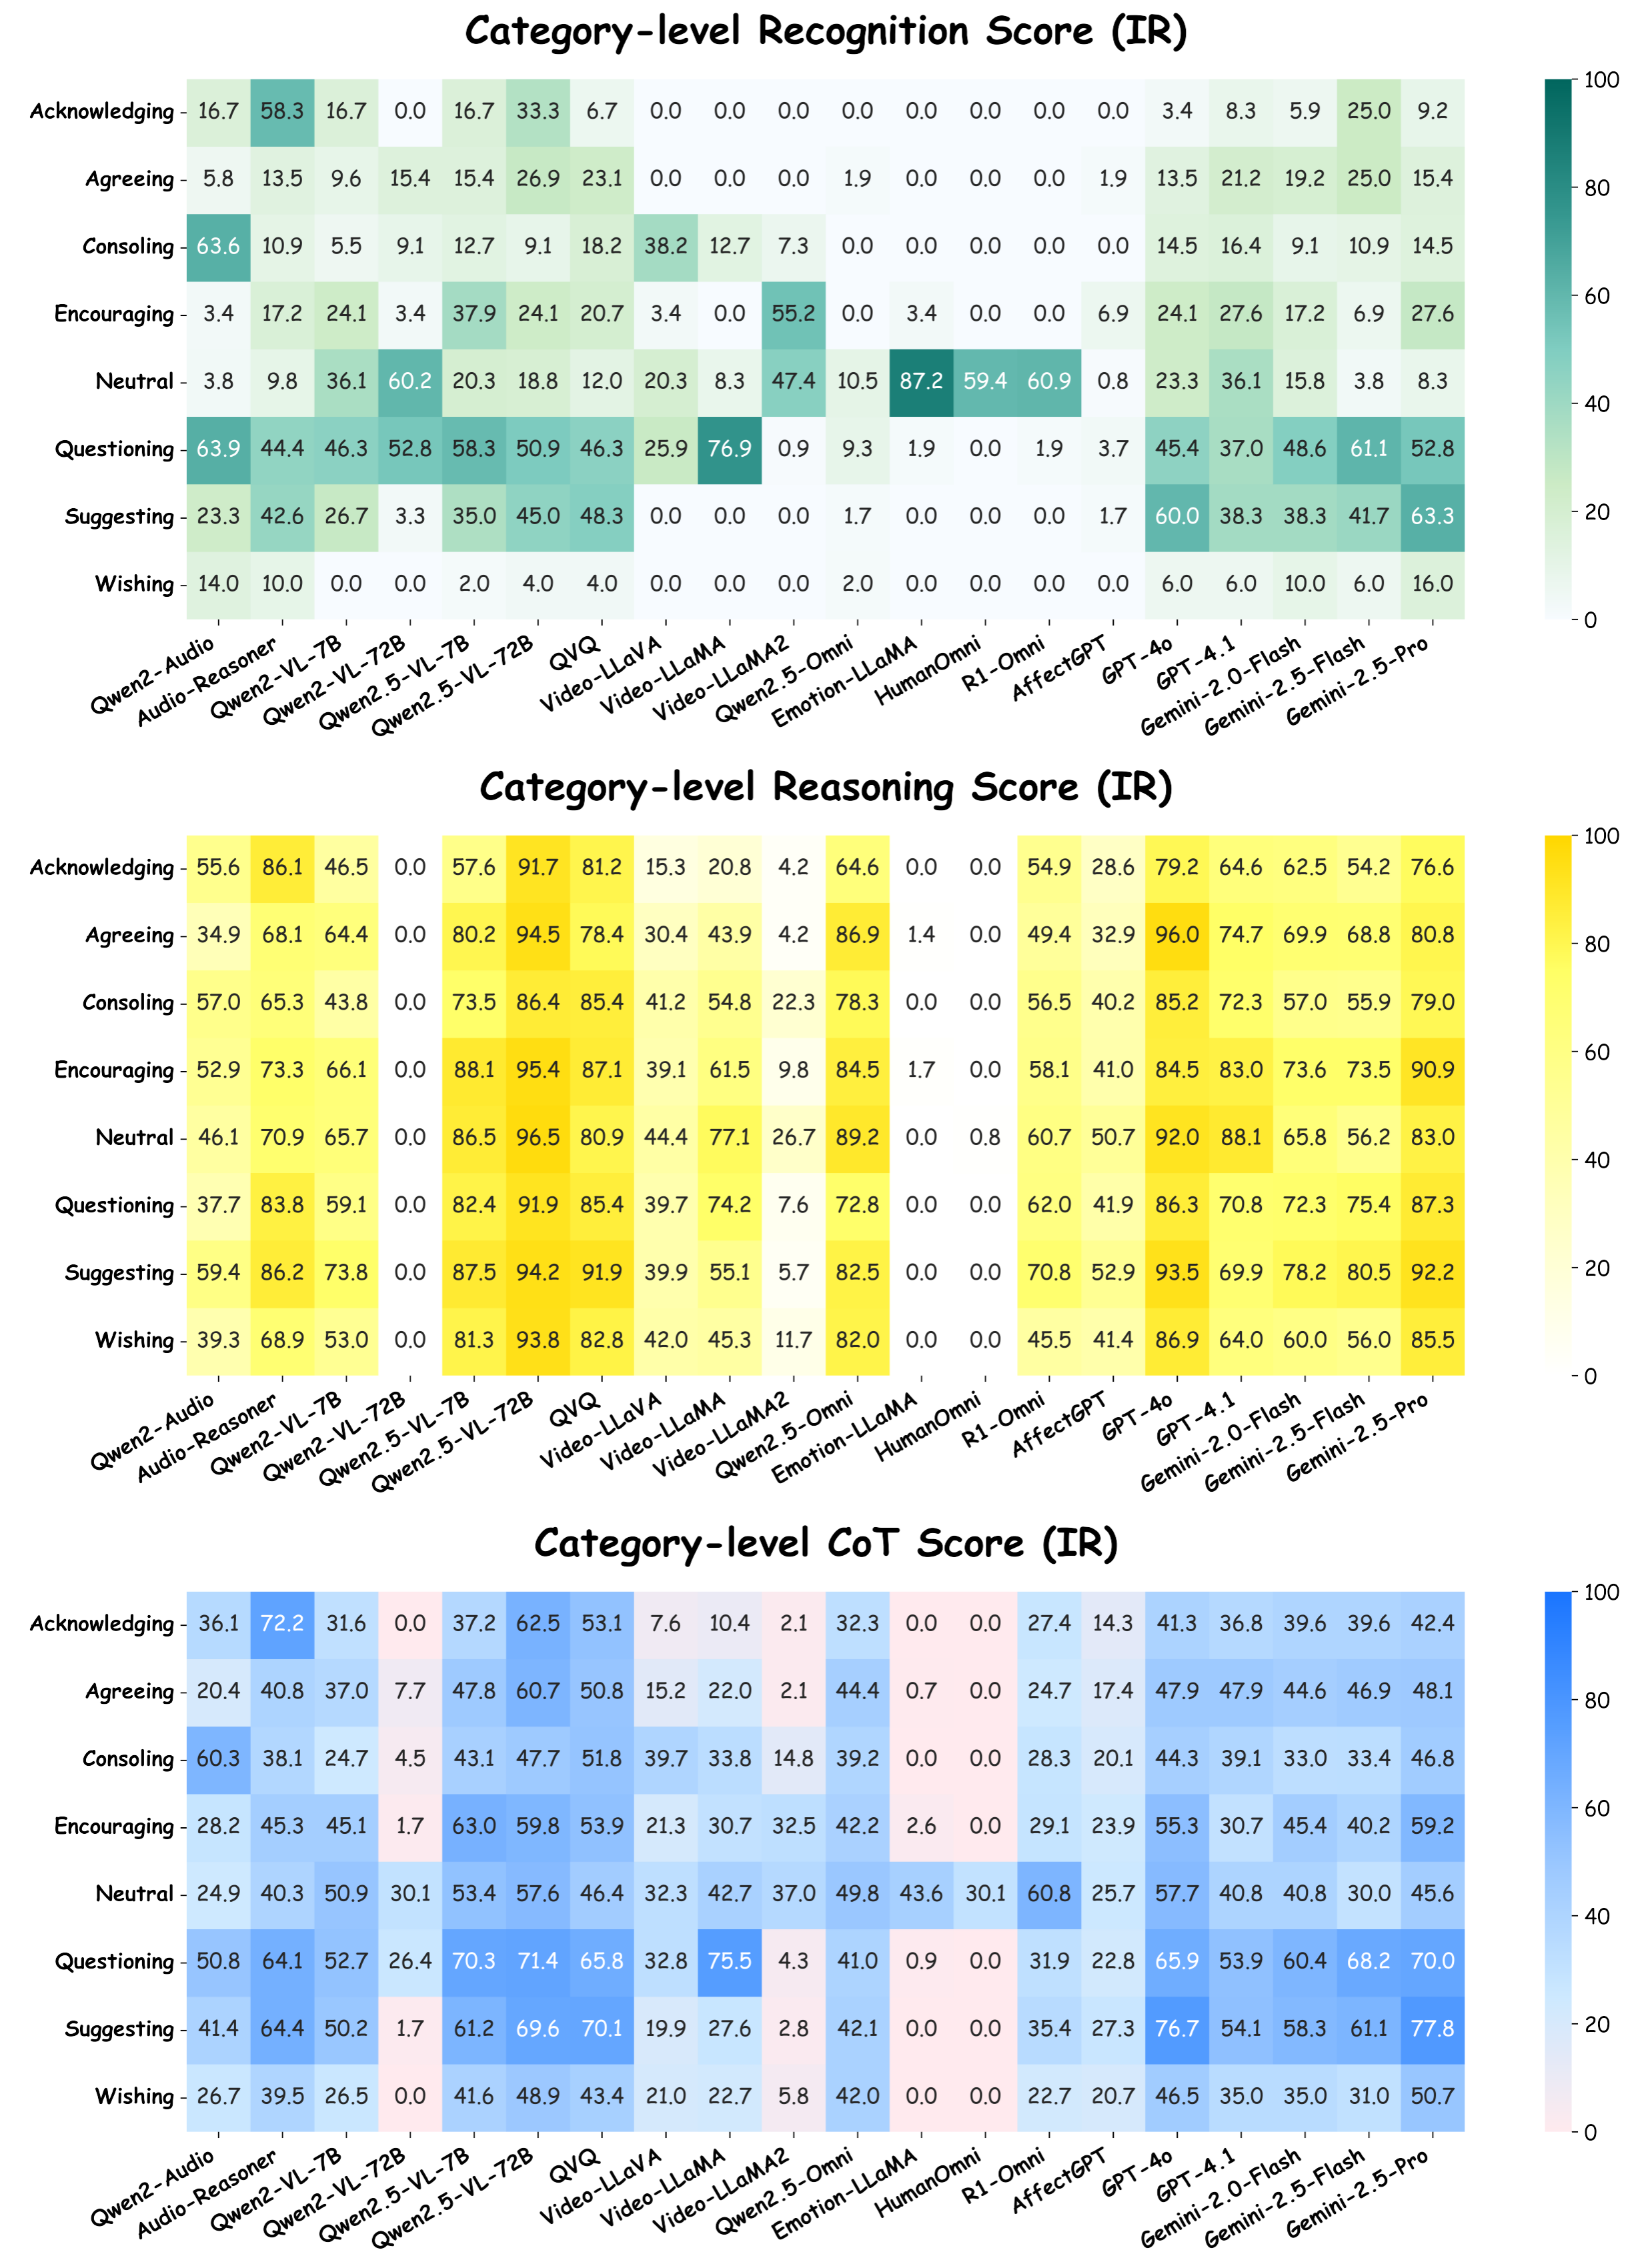 Category-level Recognition Score (IR)
Acknowledging 16.7 58.3 16.7 0.0 16.7 33.3 6.7 0.0 0.0 0.0 0.0 0.0 0.0 0.0 0.0 3.4 8.3 5.9 25.0 9.2
Agreeing 5.8 13.5 9.6 15.4 15.4 26.9 23.1 0.0 0.0 0.0 1.9 0.0 0.0 0.0 1.9 13.5 21.2 19.2 25.0 15.4
Consoling 63.6 10.9 5.5 9.1 12.7 9.1 18.2 38.2 12.7 7.3 0.0 0.0 0.0 0.0 0.0 14.5 16.4 9.1 10.9 14.5
Encouraging 3.4 17.2 24.1 3.4 37.9 24.1 20.7 3.4 0.0 55.2 0.0 3.4 0.0 0.0 6.9 24.1 27.6 17.2 6.9 27.6
Neutral 3.8 9.8 36.1 60.2 20.3 18.8 12.0 20.3 8.3 47.4 10.5 87.2 59.4 60.9 0.8 23.3 36.1 15.8 3.8 8.3
Questioning 63.9 44.4 46.3 52.8 58.3 50.9 46.3 25.9 76.9 0.9 9.3 1.9 0.0 1.9 3.7 45.4 37.0 48.6 61.1 52.8
Suggesting 23.3 42.6 26.7 3.3 35.0 45.0 48.3 0.0 0.0 0.0 1.7 0.0 0.0 0.0 1.7 60.0 38.3 38.3 41.7 63.3
Wishing 14.0 10.0 0.0 0.0 2.0 4.0 4.0 0.0 0.0 0.0 2.0 0.0 0.0 0.0 0.0 6.0 6.0 10.0 6.0 16.0
Qwen2-Audio Audio-Reasoner Qwen2-VL-7B Qwen2-VL-72B Qwen2.5-VL-7B Qwen2.5-VL-72B QVQ Video-LLaVA Video-LLaMA Video-LLaMA2 Qwen2.5-Omni Emotion-LLaMA HumanOmni R1-Omni AffectGPT GPT-4o GPT-4.1 Gemini-2.0-Flash Gemini-2.5-Flash Gemini-2.5-Pro
100
80
60
40
20
0
Category-level Reasoning Score (IR)
Acknowledging 55.6 86.1 46.5 0.0 57.6 91.7 81.2 15.3 20.8 4.2 64.6 0.0 0.0 54.9 28.6 79.2 64.6 62.5 54.2 76.6
Agreeing 34.9 68.1 64.4 0.0 80.2 94.5 78.4 30.4 43.9 4.2 86.9 1.4 0.0 49.4 32.9 96.0 74.7 69.9 68.8 80.8
Consoling 57.0 65.3 43.8 0.0 73.5 86.4 85.4 41.2 54.8 22.3 78.3 0.0 0.0 56.5 40.2 85.2 72.3 57.0 55.9 79.0
Encouraging 52.9 73.3 66.1 0.0 88.1 95.4 87.1 39.1 61.5 9.8 84.5 1.7 0.0 58.1 41.0 84.5 83.0 73.6 73.5 90.9
Neutral 46.1 70.9 65.7 0.0 86.5 96.5 80.9 44.4 77.1 26.7 89.2 0.0 0.8 60.7 50.7 92.0 88.1 65.8 56.2 83.0
Questioning 37.7 83.8 59.1 0.0 82.4 91.9 85.4 39.7 74.2 7.6 72.8 0.0 0.0 62.0 41.9 86.3 70.8 72.3 75.4 87.3
Suggesting 59.4 86.2 73.8 0.0 87.5 94.2 91.9 39.9 55.1 5.7 82.5 0.0 0.0 70.8 52.9 93.5 69.9 78.2 80.5 92.2
Wishing 39.3 68.9 53.0 0.0 81.3 93.8 82.8 42.0 45.3 11.7 82.0 0.0 0.0 45.5 41.4 86.9 64.0 60.0 56.0 85.5
Qwen2-Audio Audio-Reasoner Qwen2-VL-7B Qwen2-VL-72B Qwen2.5-VL-7B Qwen2.5-VL-72B QVQ Video-LLaVA Video-LLaMA Video-LLaMA2 Qwen2.5-Omni Emotion-LLaMA HumanOmni R1-Omni AffectGPT GPT-4o GPT-4.1 Gemini-2.0-Flash Gemini-2.5-Flash Gemini-2.5-Pro
100
80
60
40
20
0
Category-level CoT Score (IR)
Acknowledging 36.1 72.2 31.6 0.0 37.2 62.5 53.1 7.6 10.4 2.1 32.3 0.0 0.0 27.4 14.3 41.3 36.8 39.6 39.6 42.4
Agreeing 20.4 40.8 37.0 7.7 47.8 60.7 50.8 15.2 22.0 2.1 44.4 0.7 0.0 24.7 17.4 47.9 47.9 44.6 46.9 48.1
Consoling 60.3 38.1 24.7 4.5 43.1 47.7 51.8 39.7 33.8 14.8 39.2 0.0 0.0 28.3 20.1 44.3 39.1 33.0 33.4 46.8
Encouraging 28.2 45.3 45.1 1.7 63.0 59.8 53.9 21.3 30.7 32.5 42.2 2.6 0.0 29.1 23.9 55.3 30.7 45.4 40.2 59.2
Neutral 24.9 40.3 50.9 30.1 53.4 57.6 46.4 32.3 42.7 37.0 49.8 43.6 30.1 60.8 25.7 57.7 40.8 40.8 30.0 45.6
Questioning 50.8 64.1 52.7 26.4 70.3 71.4 65.8 32.8 75.5 4.3 41.0 0.9 0.0 31.9 22.8 65.9 53.9 60.4 68.2 70.0
Suggesting 41.4 64.4 50.2 1.7 61.2 69.6 70.1 19.9 27.6 2.8 42.1 0.0 0.0 35.4 27.3 76.7 54.1 58.3 61.1 77.8
Wishing 26.7 39.5 26.5 0.0 41.6 48.9 43.4 21.0 22.7 5.8 42.0 0.0 0.0 22.7 20.7 46.5 35.0 35.0 31.0 50.7
Qwen2-Audio Audio-Reasoner Qwen2-VL-7B Qwen2-VL-72B Qwen2.5-VL-7B Qwen2.5-VL-72B QVQ Video-LLaVA Video-LLaMA Video-LLaMA2 Qwen2.5-Omni Emotion-LLaMA HumanOmni R1-Omni AffectGPT GPT-4o GPT-4.1 Gemini-2.0-Flash Gemini-2.5-Flash Gemini-2.5-Pro
100
80
60
40
20
0